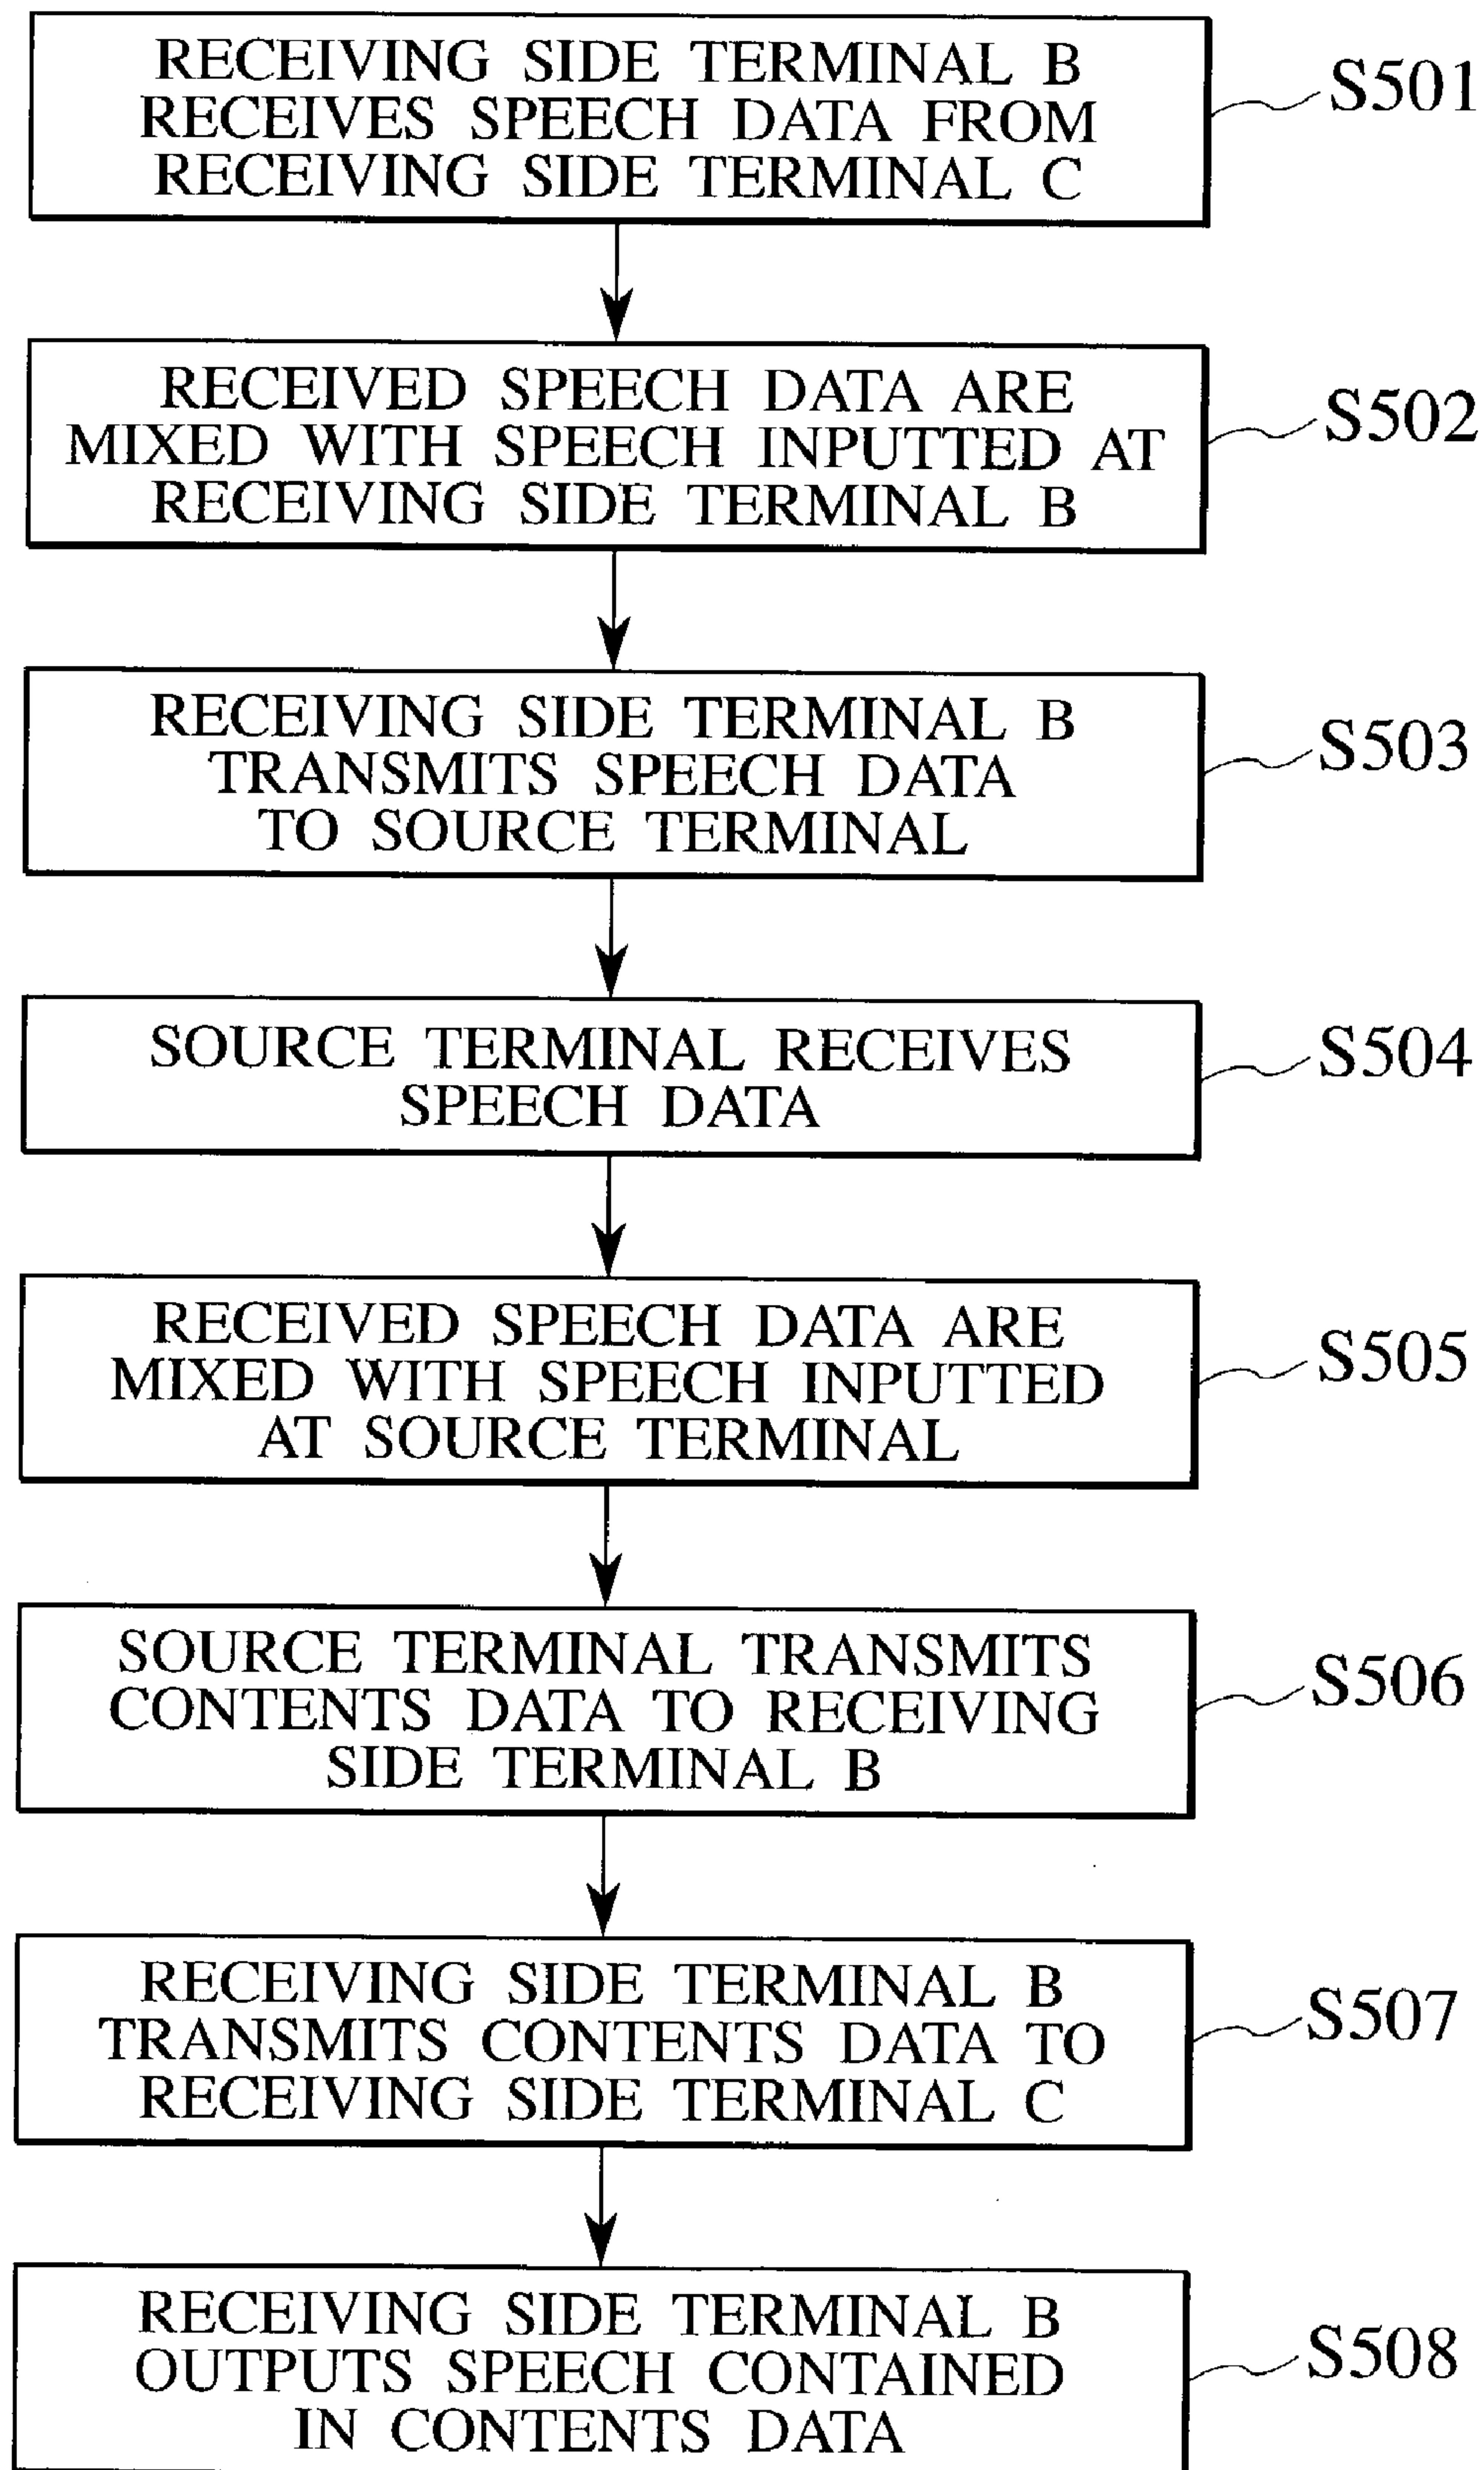 RECEIVING SIDE TERMINAL B
RECEIVES SPEECH DATA FROM
RECEIVING SIDE TERMINAL C
S501
RECEIVED SPEECH DATA ARE
MIXED WITH SPEECH INPUTTED AT
RECEIVING SIDE TERMINAL B
S502
RECEIVING SIDE TERMINAL B
TRANSMITS SPEECH DATA
TO SOURCE TERMINAL
S503
SOURCE TERMINAL RECEIVES
SPEECH DATA
S504
RECEIVED SPEECH DATA ARE
MIXED WITH SPEECH INPUTTED
AT SOURCE TERMINAL
S505
SOURCE TERMINAL TRANSMITS
CONTENTS DATA TO RECEIVING
SIDE TERMINAL B
S506
RECEIVING SIDE TERMINAL B
TRANSMITS CONTENTS DATA TO
RECEIVING SIDE TERMINAL C
S507
RECEIVING SIDE TERMINAL B
OUTPUTS SPEECH CONTAINED
IN CONTENTS DATA
S508